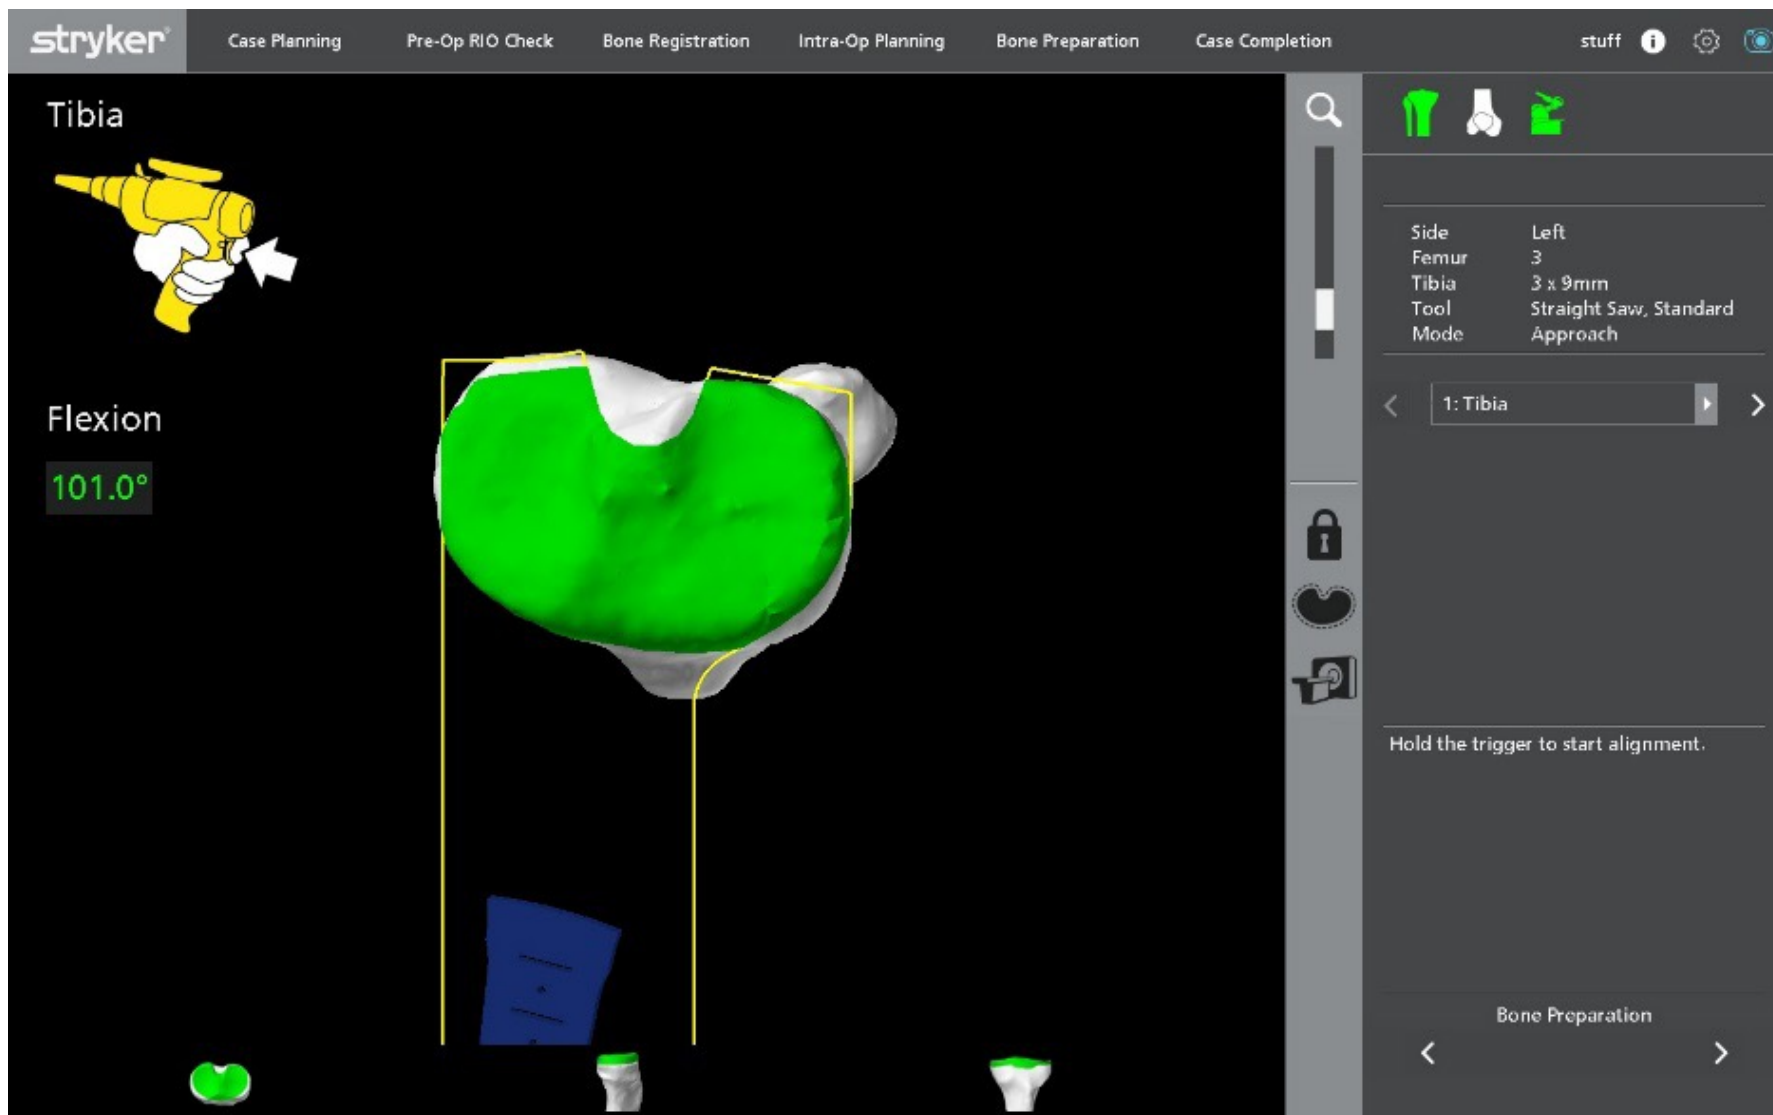 stryker
Case Planning
Pre-Op RIO Check
Bone Registration
Intra-Op Planning
Bone Preparation
Case Completion
stuff
Tibia
Flexion
101.0°
Side Left
Femur 3
Tibia 3 x 9mm
Tool Straight Saw, Standard
Mode Approach
1: Tibia
Hold the trigger to start alignment.
Bone Preparation